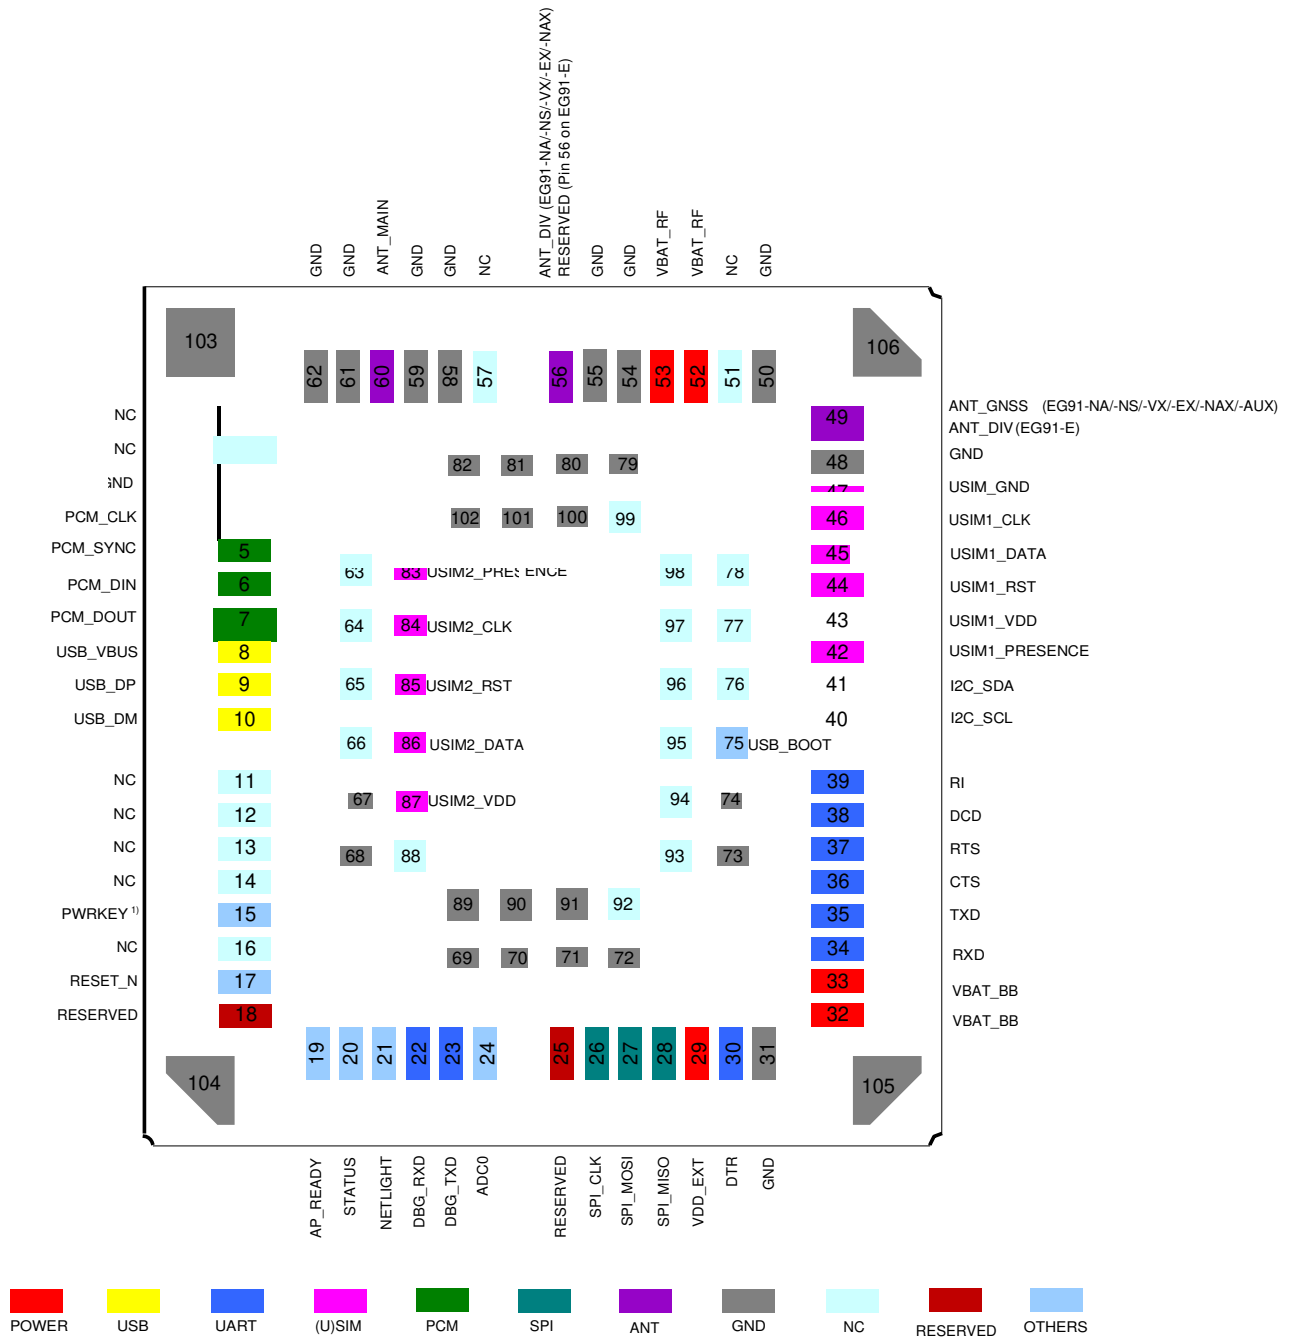 ANT_DIV (EG91-NA/-NS/-VX/-EX/-NAX)
RESERVED (Pin 56 on EG91-E)
GND
GND
ANT_MAIN
GND
GND
NC
GND
GND
VBAT_RF
VBAT_RF
NC
GND
103
106
62
61
60
59
58
57
56
55
54
53
52
51
50
NC
NC
GND
PCM_CLK
PCM_SYNC
5
PCM_DIN
6
PCM_DOUT
7
USB_VBUS
8
USB_DP
9
USB_DM
10
NC
11
NC
12
NC
13
NC
14
PWRKEY 1)
15
NC
16
RESET_N
17
RESERVED
18
82
81
80
79
102
101
100
99
63
83
USIM2_PRESENCE
98
78
64
84
USIM2_CLK
97
77
65
85
USIM2_RST
96
76
66
86
USIM2_DATA
95
75
USB_BOOT
67
87
USIM2_VDD
94
74
68
88
93
73
89
90
91
92
69
70
71
72
49
ANT_GNSS (EG91-NA/-NS/-VX/-EX/-NAX/-AUX)
ANT_DIV (EG91-E)
48
GND
47
USIM_GND
46
USIM1_CLK
45
USIM1_DATA
44
USIM1_RST
43
USIM1_VDD
42
USIM1_PRESENCE
41
I2C_SDA
40
I2C_SCL
39
RI
38
DCD
37
RTS
36
CTS
35
TXD
34
RXD
33
VBAT_BB
32
VBAT_BB
19
20
21
22
23
24
25
26
27
28
29
30
31
104
105
AP_READY
STATUS
NETLIGHT
DBG_RXD
DBG_TXD
ADC0
RESERVED
SPI_CLK
SPI_MOSI
SPI_MISO
VDD_EXT
DTR
GND
POWER
USB
UART
(U)SIM
PCM
SPI
ANT
GND
NC
RESERVED
OTHERS